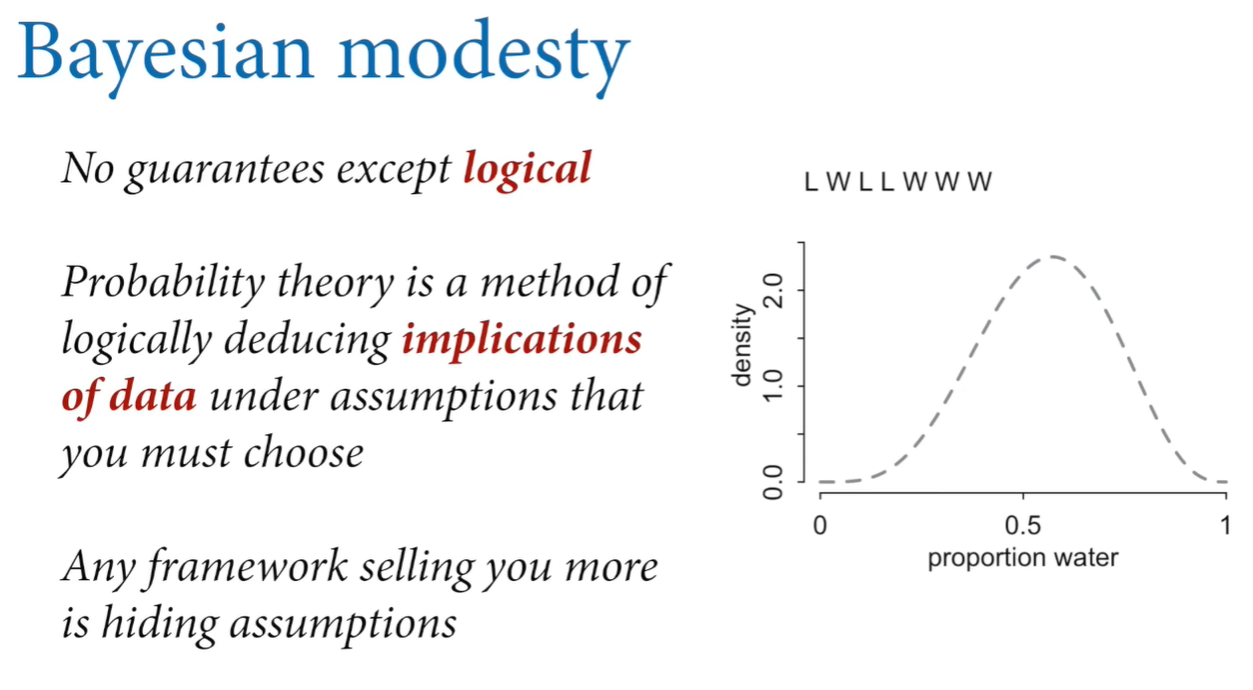 Bayesian modesty
No guarantees except logical
Probability theory is a method of
logically deducing implications
of data under assumptions that
you must choose
Any framework selling you more
is hiding assumptions
L W L L W W W
density
2.0
1.0
0.0
0 0.5 1
proportion water